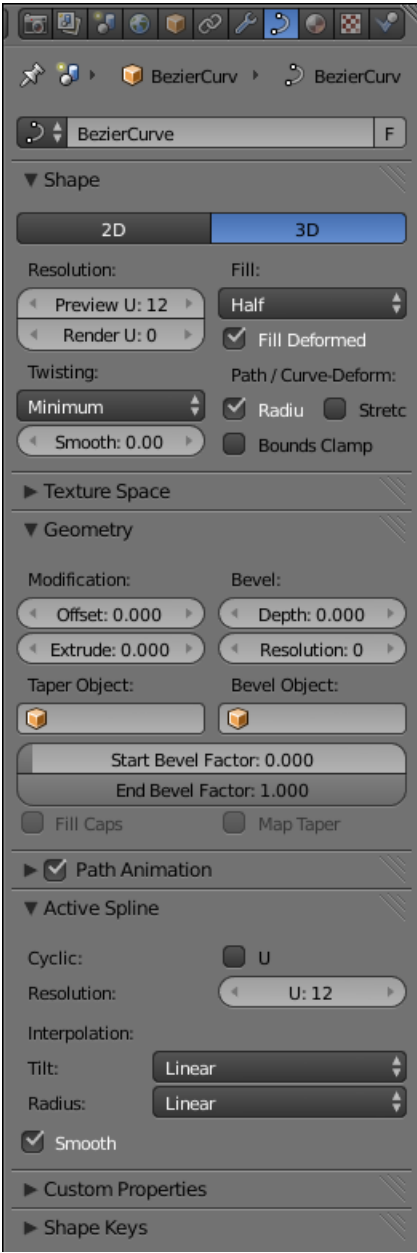 BezierCurv BezierCurv
BezierCurve F
Shape
2D 3D
Resolution: Fill:
Preview U: 12 Half
Render U: 0 Fill Deformed
Twisting: Path / Curve-Deform:
Minimum Radiu Stretc
Smooth: 0.00 Bounds Clamp
Texture Space
Geometry
Modification: Bevel:
Offset: 0.000 Depth: 0.000
Extrude: 0.000 Resolution: 0
Taper Object: Bevel Object:
Start Bevel Factor: 0.000
End Bevel Factor: 1.000
Fill Caps Map Taper
Path Animation
Active Spline
Cyclic: U
Resolution: U: 12
Interpolation:
Tilt: Linear
Radius: Linear
Smooth
Custom Properties
Shape Keys